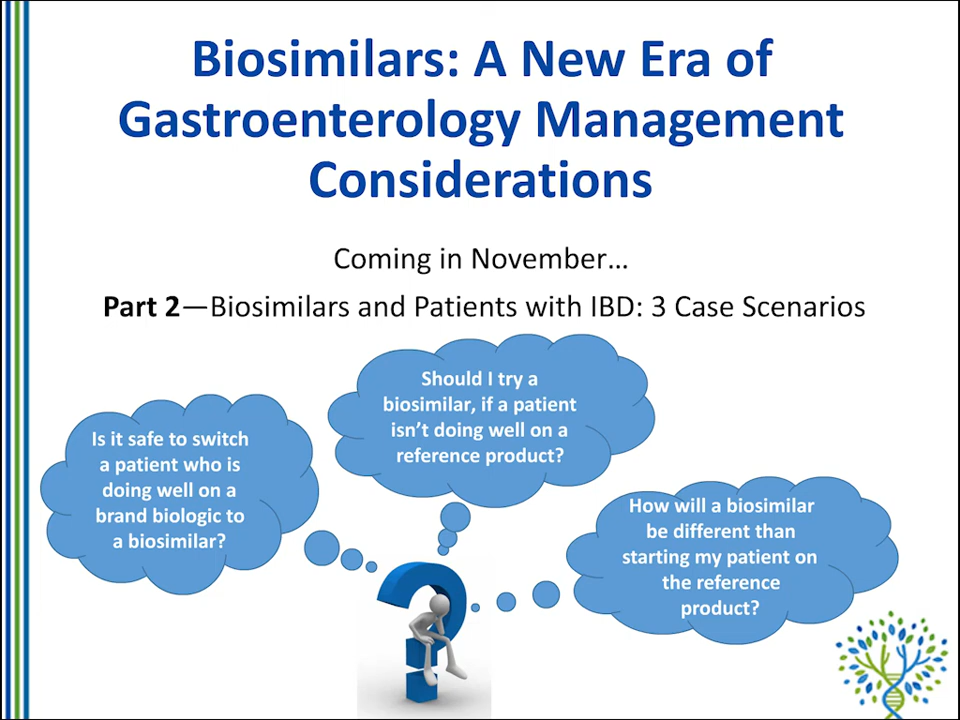 Biosimilars: A New Era of
Gastroenterology Management
Considerations
Coming in November…
Part 2—Biosimilars and Patients with IBD: 3 Case Scenarios
Is it safe to switch
a patient who is
doing well on a
brand biologic to
a biosimilar?
Should I try a
biosimilar, if a patient
isn't doing well on a
reference product?
How will a biosimilar
be different than
starting my patient on
the reference
product?